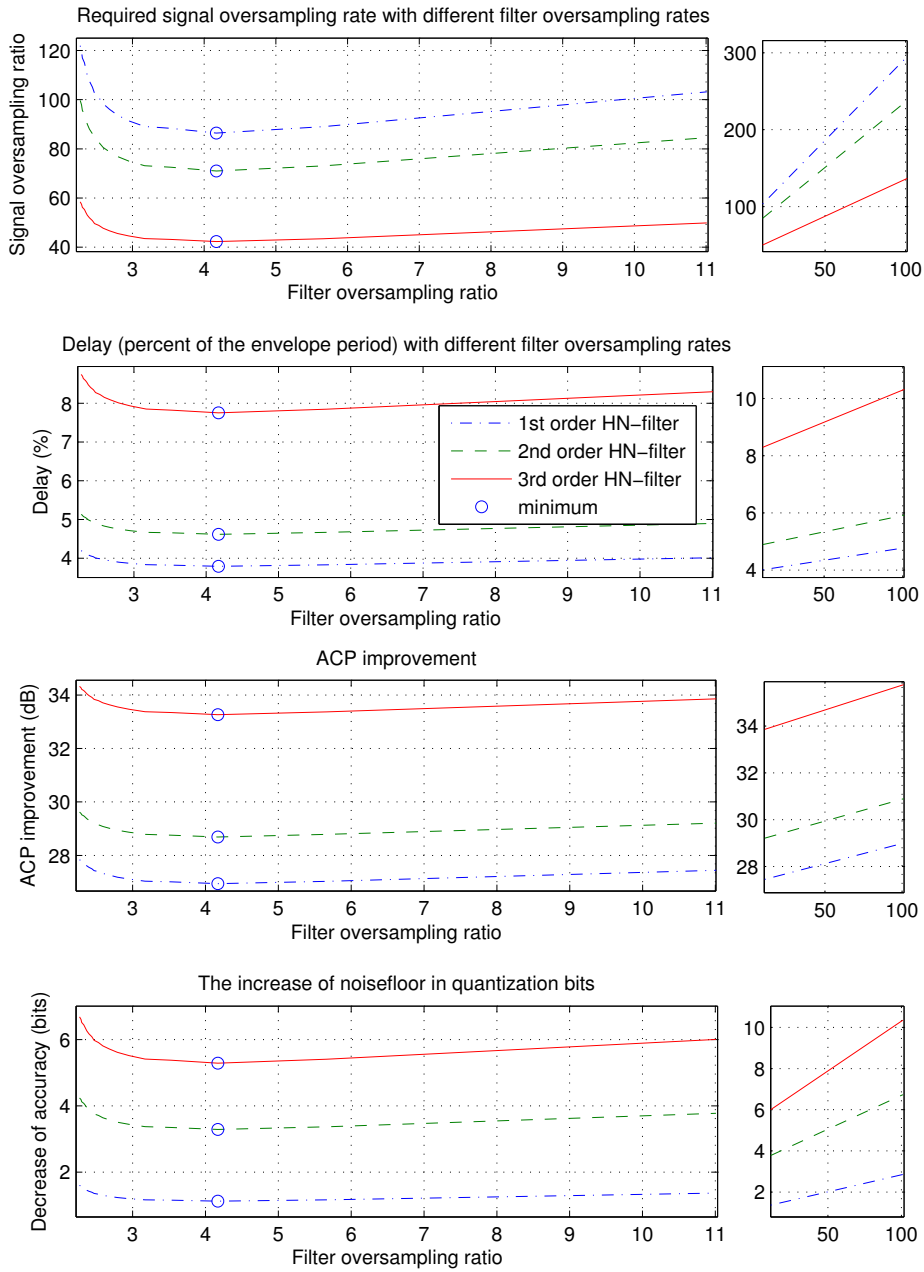 Required signal oversampling rate with different filter oversampling rates
Signal oversampling ratio
120
100
80
60
40
3 4 5 6 7 8 9 10 11
Filter oversampling ratio
300
200
100
50 100
Delay (percent of the envelope period) with different filter oversampling rates
Delay (%)
8
7
6
5
4
3 4 5 6 7 8 9 10 11
Filter oversampling ratio
1st order HN−filter
2nd order HN−filter
3rd order HN−filter
minimum
10
8
6
4
50 100
ACP improvement
ACP improvement (dB)
34
32
30
28
3 4 5 6 7 8 9 10 11
Filter oversampling ratio
34
32
30
28
50 100
The increase of noisefloor in quantization bits
Decrease of accuracy (bits)
6
4
2
3 4 5 6 7 8 9 10 11
Filter oversampling ratio
10
8
6
4
2
50 100